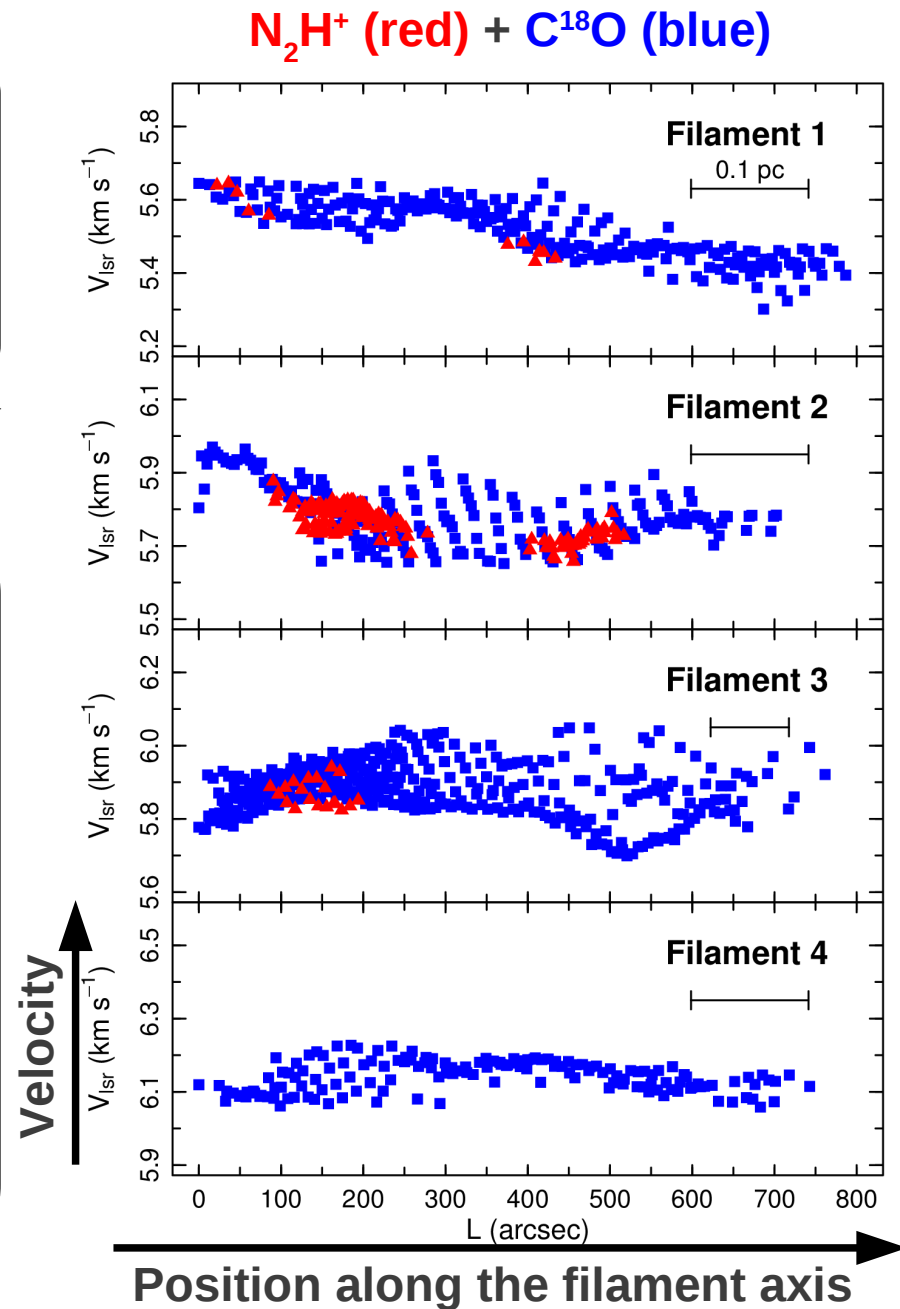 N₂H⁺ (red) + C¹⁸O (blue)
Filament 1
0.1 pc
5.8
5.6
5.4
5.2
Vlsr (km s⁻¹)
Filament 2
6.1
5.9
5.7
5.5
Vlsr (km s⁻¹)
Filament 3
6.2
6.0
5.8
5.6
Vlsr (km s⁻¹)
Filament 4
6.5
6.3
6.1
5.9
Vlsr (km s⁻¹)
Velocity
0 100 200 300 400 500 600 700 800
L (arcsec)
Position along the filament axis